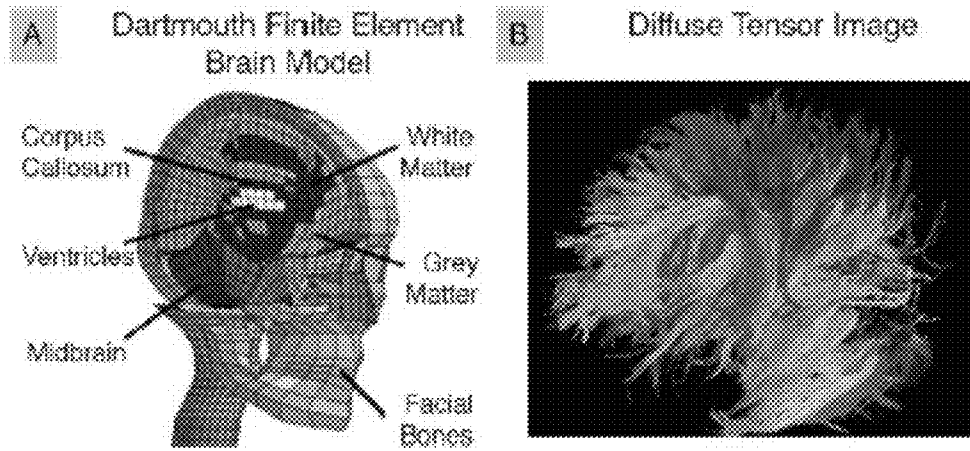 A
Dartmouth Finite Element
Brain Model
Corpus
Callosum
White
Matter
Ventricles
Grey
Matter
Midbrain
Facial
Bones
B
Diffuse Tensor Image